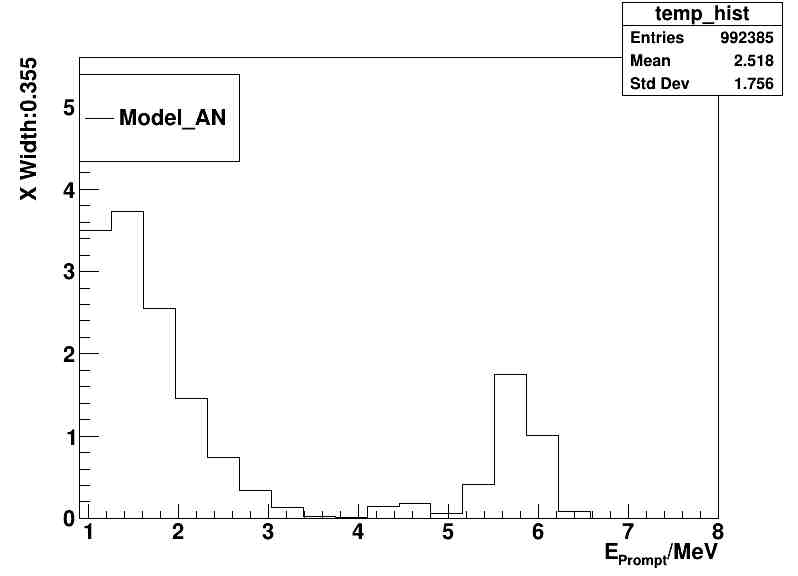 temp_hist
Entries 992385
Mean 2.518
Std Dev 1.756
X Width:0.355
Model_AN
5
4
3
2
1
0
1 2 3 4 5 6 7 8
E_Prompt/MeV